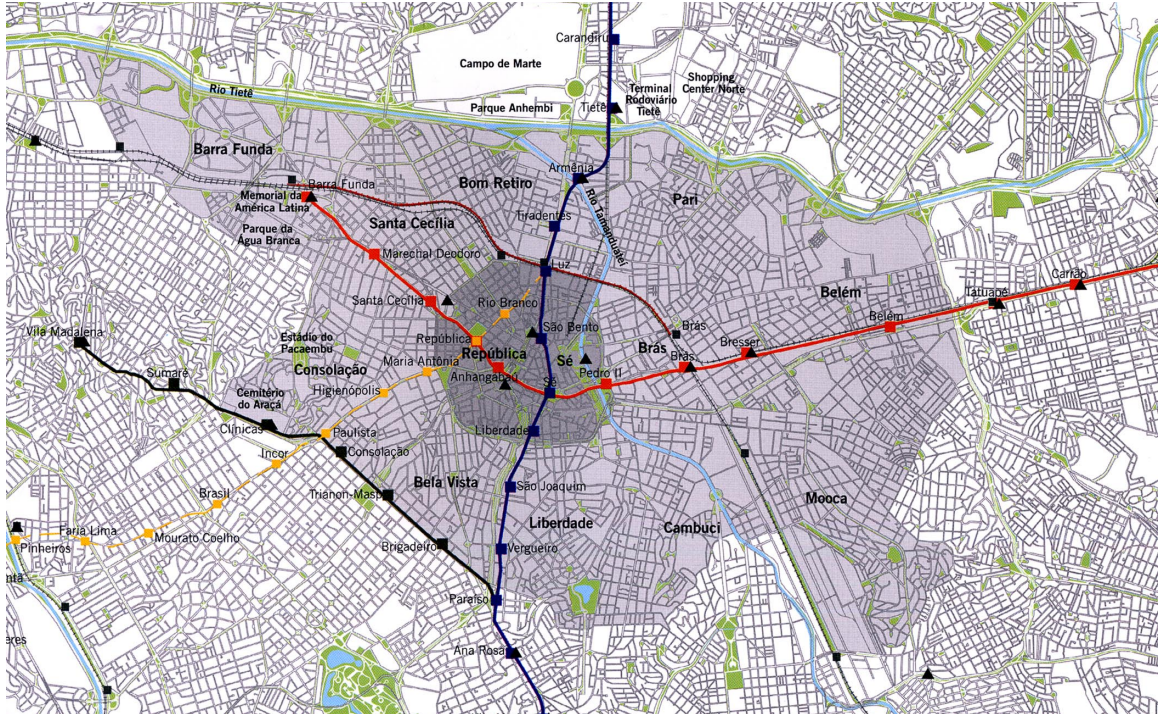 Carandiru
Campo de Marte
Shopping
Center Norte
Rio Tietê
Terminal
Rodoviário
Tietê
Parque Anhembi
Tietê
Barra Funda
Armênia
Barra Funda
Bom Retiro
Memorial da
América Latina
Pari
Rio Tamanduateí
Santa Cecília
Tiradentes
Parque da
Água Branca
Marechal Deodoro
Luz
Carrão
Tatuapé
Belém
Santa Cecília
Rio Branco
Belém
Vila Madalena
São Bento
Brás
Estádio do
Pacaembu
República
Brás
Bresser
República
Sé
Maria Antônia
Brás
Consolação
Sumaré
Anhangabaú
Pedro II
Higienópolis
Sé
Cemitério
do Araçá
Clínicas
Paulista
Liberdade
Consolação
Incor
Bela Vista
São Joaquim
Trianon-Masp
Brasil
Mooca
Liberdade
Cambuci
Faria Lima
Mourato Coelho
Pinheiros
Brigadeiro
Vergueiro
ntã
Paraíso
eres
Ana Rosa